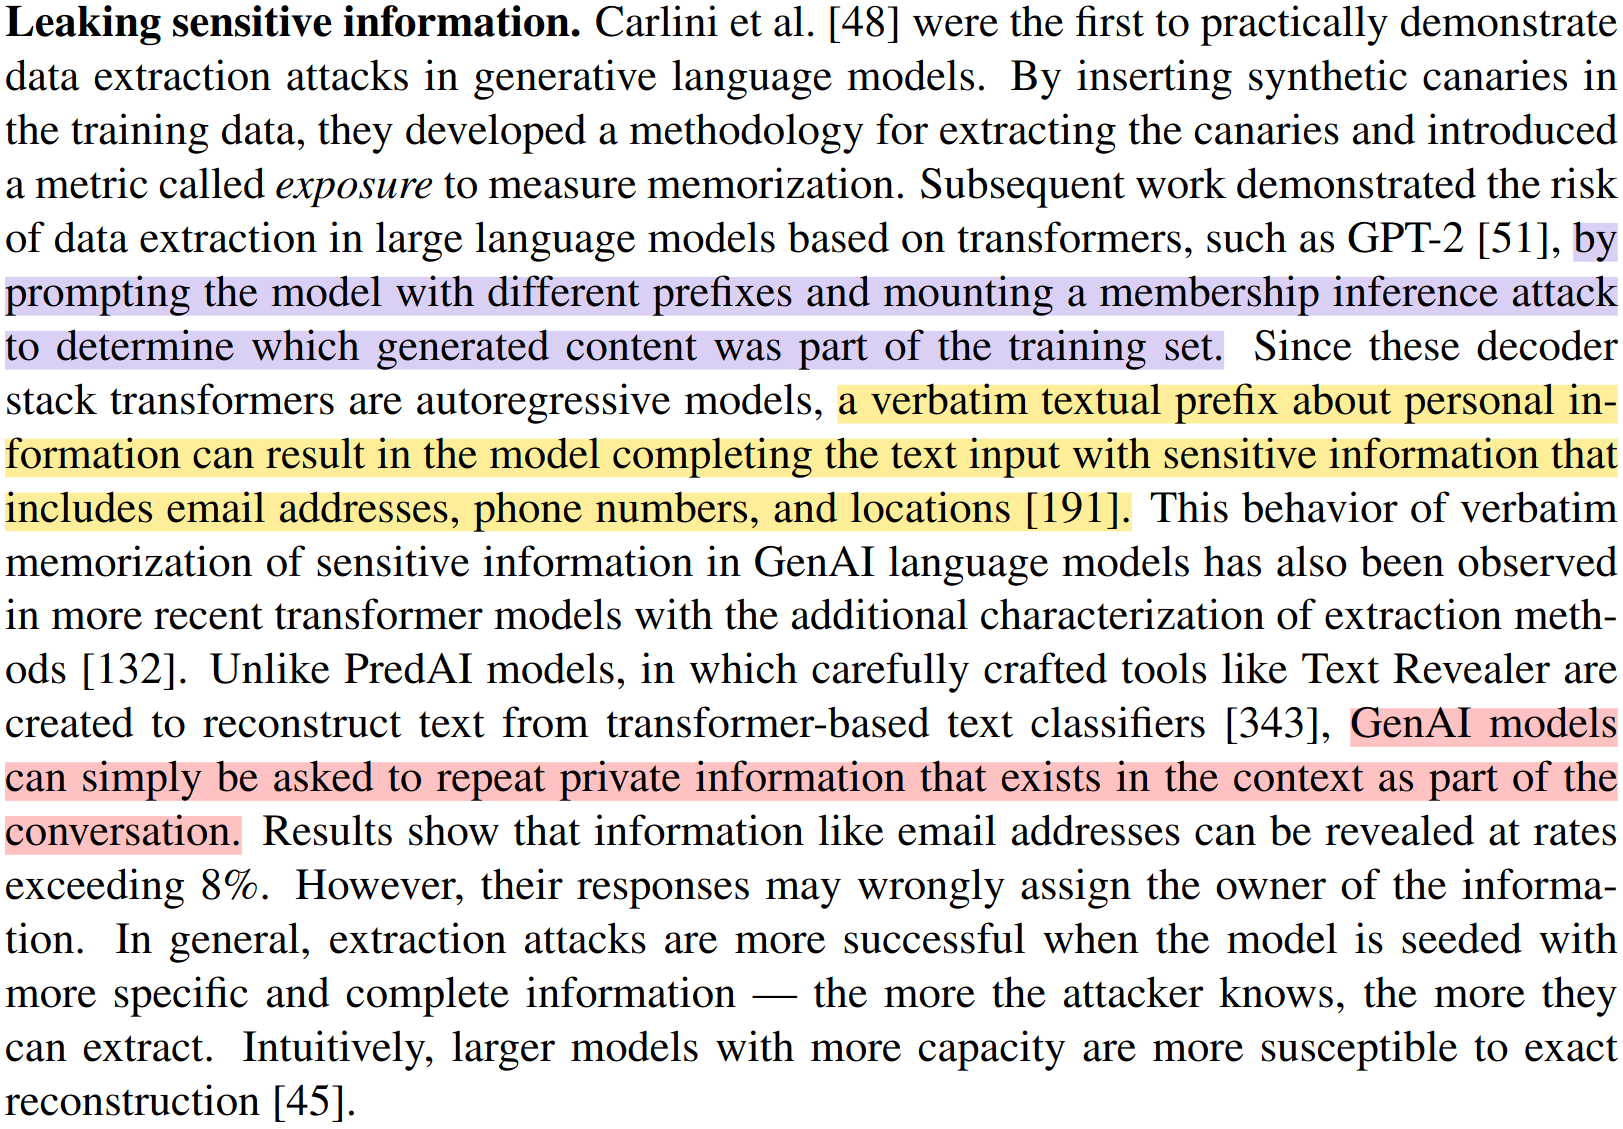 Leaking sensitive information. Carlini et al. [48] were the first to practically demonstrate
data extraction attacks in generative language models. By inserting synthetic canaries in
the training data, they developed a methodology for extracting the canaries and introduced
a metric called exposure to measure memorization. Subsequent work demonstrated the risk
of data extraction in large language models based on transformers, such as GPT-2 [51], by
prompting the model with different prefixes and mounting a membership inference attack
to determine which generated content was part of the training set. Since these decoder
stack transformers are autoregressive models, a verbatim textual prefix about personal in-
formation can result in the model completing the text input with sensitive information that
includes email addresses, phone numbers, and locations [191]. This behavior of verbatim
memorization of sensitive information in GenAI language models has also been observed
in more recent transformer models with the additional characterization of extraction meth-
ods [132]. Unlike PredAI models, in which carefully crafted tools like Text Revealer are
created to reconstruct text from transformer-based text classifiers [343], GenAI models
can simply be asked to repeat private information that exists in the context as part of the
conversation. Results show that information like email addresses can be revealed at rates
exceeding 8%. However, their responses may wrongly assign the owner of the informa-
tion. In general, extraction attacks are more successful when the model is seeded with
more specific and complete information — the more the attacker knows, the more they
can extract. Intuitively, larger models with more capacity are more susceptible to exact
reconstruction [45].